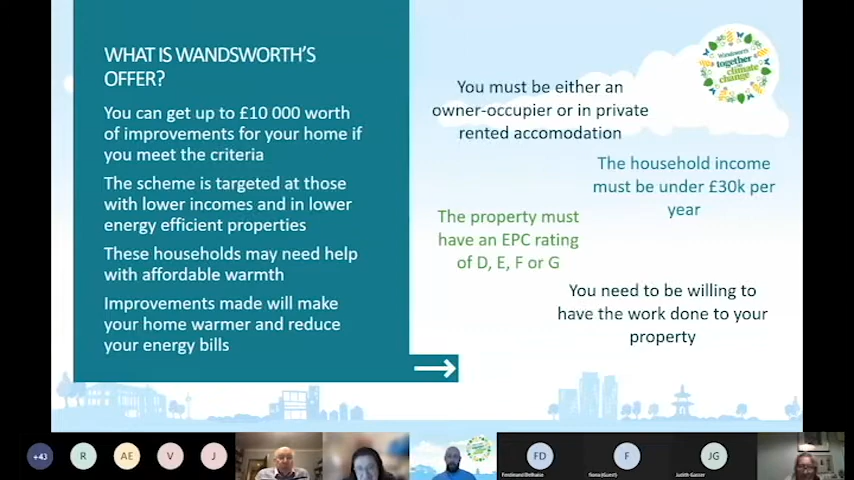 WHAT IS WANDSWORTH'S
OFFER?
You can get up to £10 000 worth
of improvements for your home if
you meet the criteria
The scheme is targeted at those
with lower incomes and in lower
energy efficient properties
These households may need help
with affordable warmth
Improvements made will make
your home warmer and reduce
your energy bills
Wandsworth
together
climate
change
You must be either an
owner-occupier or in private
rented accomodation
The household income
must be under £30k per
year
The property must
have an EPC rating
of D, E, F or G
You need to be willing to
have the work done to your
property
+43
R
AE
V
J
FD
F
JG